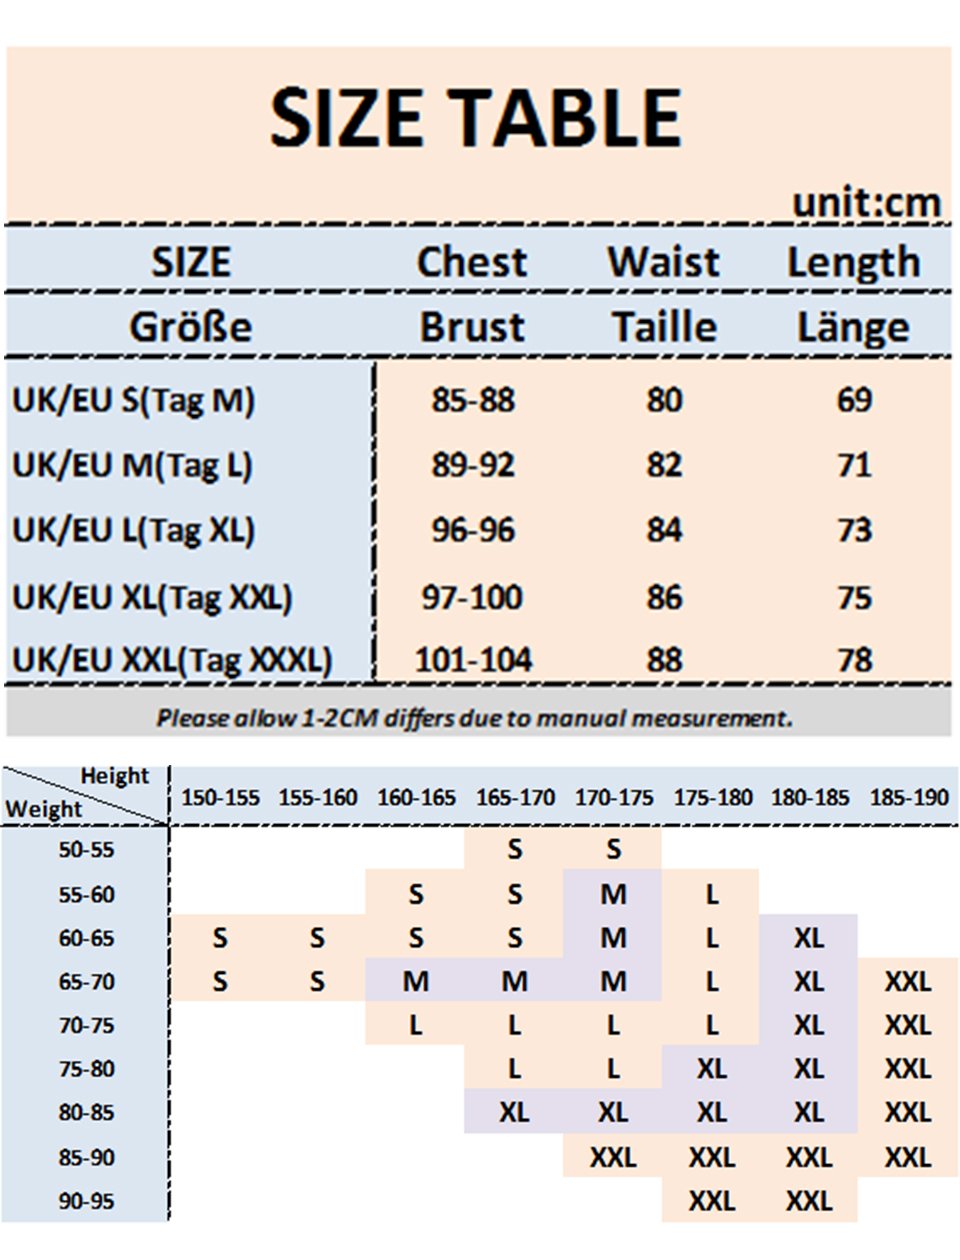 SIZE TABLE
unit:cm
SIZE Chest Waist Length
Größe Brust Taille Länge
UK/EU S(Tag M) 85-88 80 69
UK/EU M(Tag L) 89-92 82 71
UK/EU L(Tag XL) 96-96 84 73
UK/EU XL(Tag XXL) 97-100 86 75
UK/EU XXL(Tag XXXL) 101-104 88 78
Please allow 1-2CM differs due to manual measurement.
Height
Weight 150-155 155-160 160-165 165-170 170-175 175-180 180-185 185-190
50-55 S S
55-60 S S M L
60-65 S S S S M L XL
65-70 S S M M M L XL XXL
70-75 L L L L XL XXL
75-80 L L XL XL XXL
80-85 XL XL XL XL XXL
85-90 XXL XXL XXL XXL
90-95 XXL XXL